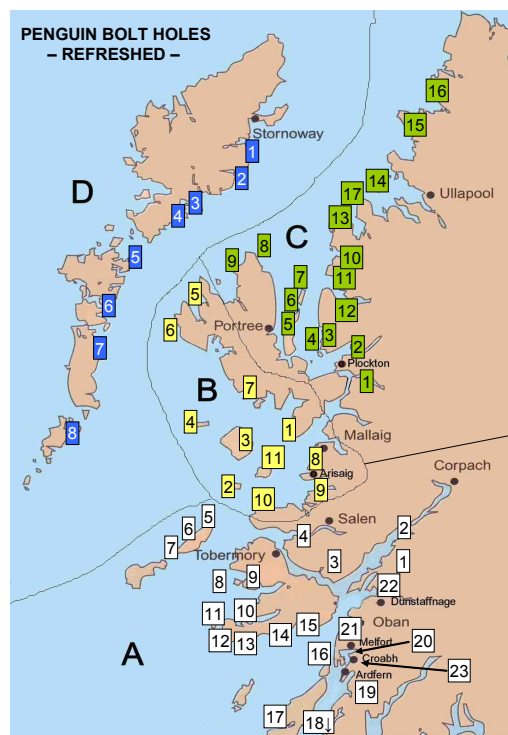 PENGUIN BOLT HOLES
– REFRESHED –
16
15
Stornoway
1
14
2
D
17
Ullapool
3
4
13
C
8
5
9
10
7
11
5
6
6
12
6
5
Portree
3
4
2
7
Plockton
1
B
7
4
1
8
3
Mallaig
11
8
Arisaig
Corpach
2
9
10
5
Salen
2
6
4
7
Tobermory
3
1
8
9
22
Dunstaffnage
11
10
Oban
15
21
14
12
13
Melfort
20
A
16
Croabh
23
Ardfern
19
17
18↓